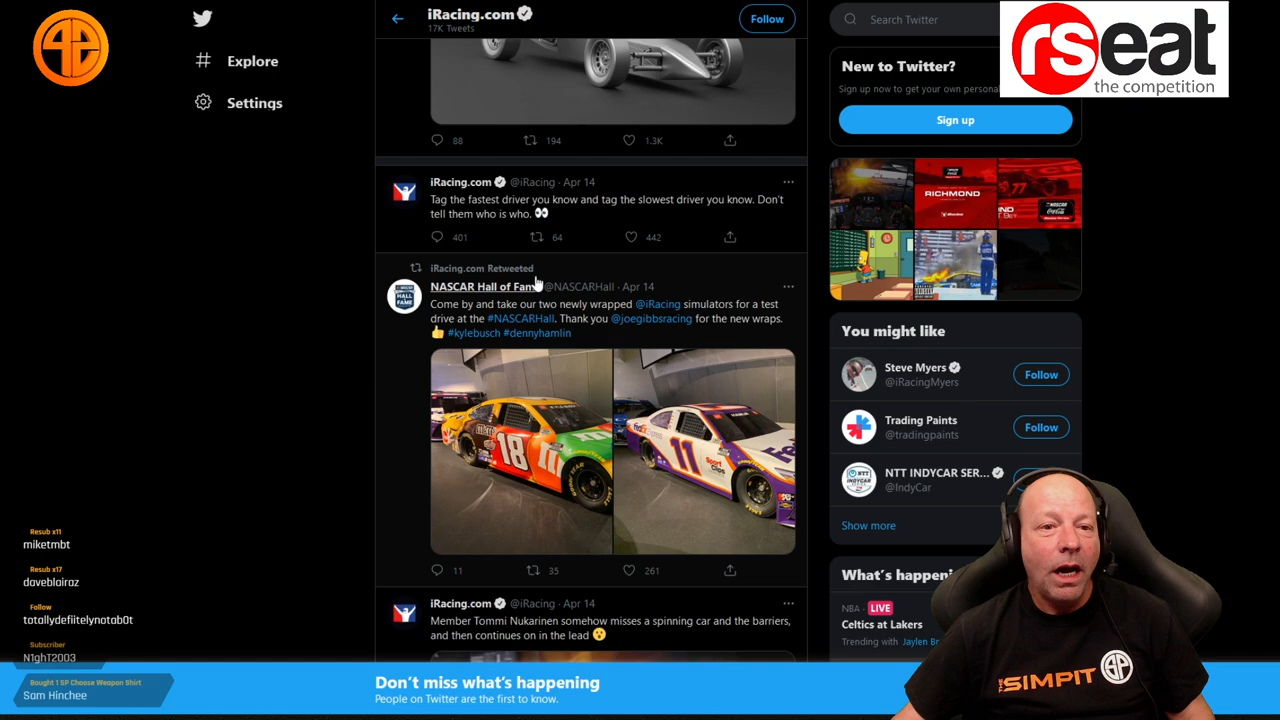 Explore
Settings
iRacing.com
17K Tweets
Follow
88 194 1.3K
iRacing.com @iRacing · Apr 14
Tag the fastest driver you know and tag the slowest driver you know. Don't
tell them who is who. 👀
401 64 442
iRacing.com Retweeted
NASCAR Hall of Fame @NASCARHall · Apr 14
Come by and take our two newly wrapped @iRacing simulators for a test
drive at the #NASCARHall. Thank you @joegibbsracing for the new wraps.
👍 #kylebusch #dennyhamlin
18
11
FedEx
11 35 261
iRacing.com @iRacing · Apr 14
Member Tommi Nukarinen somehow misses a spinning car and the barriers,
and then continues on in the lead 😮
Search Twitter
rseat
the competition
New to Twitter?
Sign up now to get your own
Sign up
RICHMOND
77
You might like
Steve Myers
@iRacingMyers
Follow
Trading Paints
@tradingpaints
Follow
NTT INDYCAR SER...
@IndyCar
Show more
What's happeni
NBA · LIVE
Celtics at Lakers
Trending with Jaylen Br
Resub x11
miketmbt
Resub x17
daveblairaz
Follow
totallydefiitelynotab0t
Subscriber
N1ghT2003
Bought 1 SP Choose Weapon Shirt
Sam Hinchee
Don't miss what's happening
People on Twitter are the first to know.
THE SIMPIT